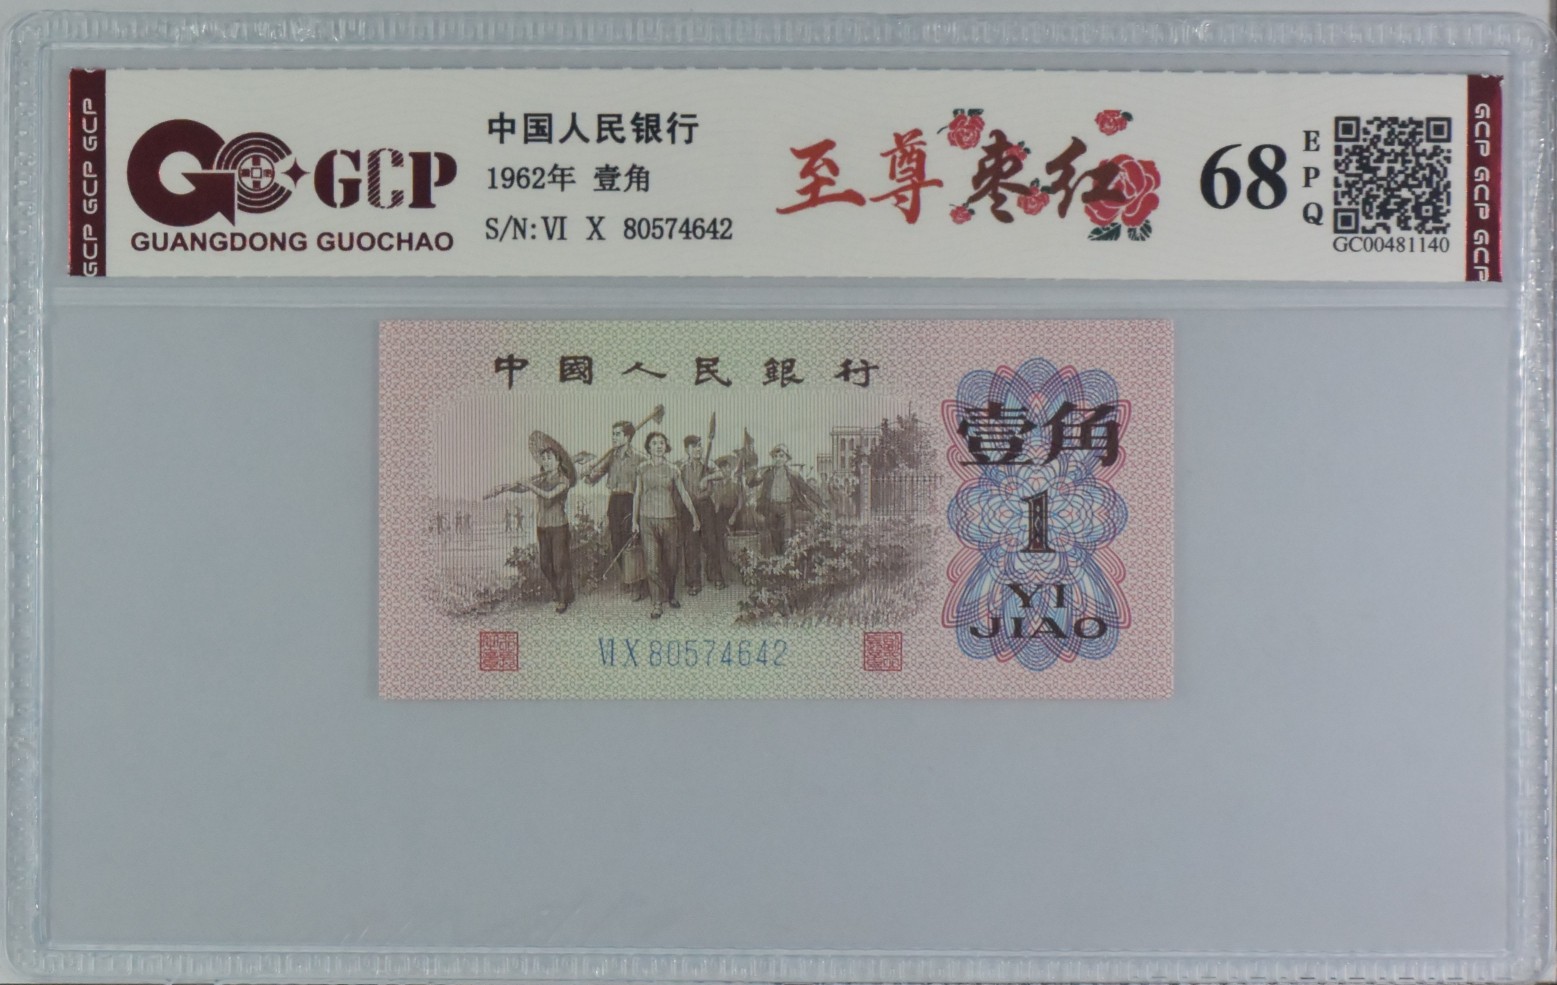 GCP GCP GCP
GCP
GUANGDONG GUOCHAO
中国人民银行
1962年 壹角
S/N: VI X 80574642
至尊枣红
68
EPQ
GC00481140
GCP GCP GCP
中國人民銀行
壹角
1
YI
JIAO
VI X 80574642